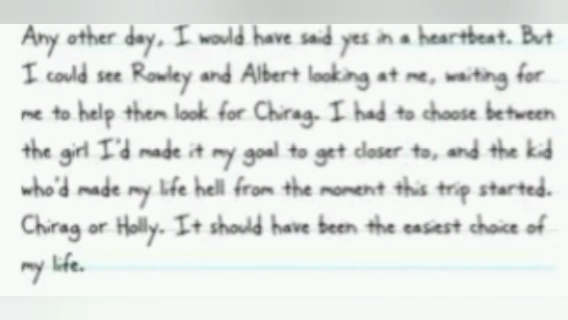 Any other day, I would have said yes in a heartbeat. But
I could see Rowley and Albert looking at me, waiting for
me to help them look for Chirag. I had to choose between
the girl I'd made it my goal to get closer to, and the kid
who'd made my life hell from the moment this trip started.
Chirag or Holly. It should have been the easiest choice of
my life.